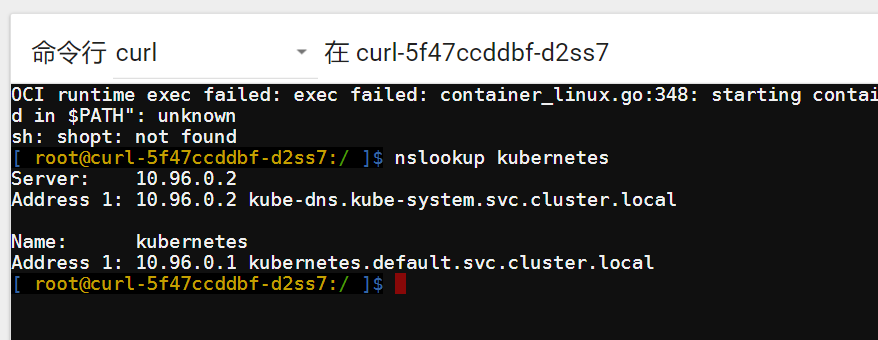 命令行 curl 在 curl-5f47ccddbf-d2ss7
OCI runtime exec failed: exec failed: container_linux.go:348: starting contai
d in $PATH": unknown
sh: shopt: not found
[ root@curl-5f47ccddbf-d2ss7:/ ]$ nslookup kubernetes
Server:    10.96.0.2
Address 1: 10.96.0.2 kube-dns.kube-system.svc.cluster.local
Name:      kubernetes
Address 1: 10.96.0.1 kubernetes.default.svc.cluster.local
[ root@curl-5f47ccddbf-d2ss7:/ ]$